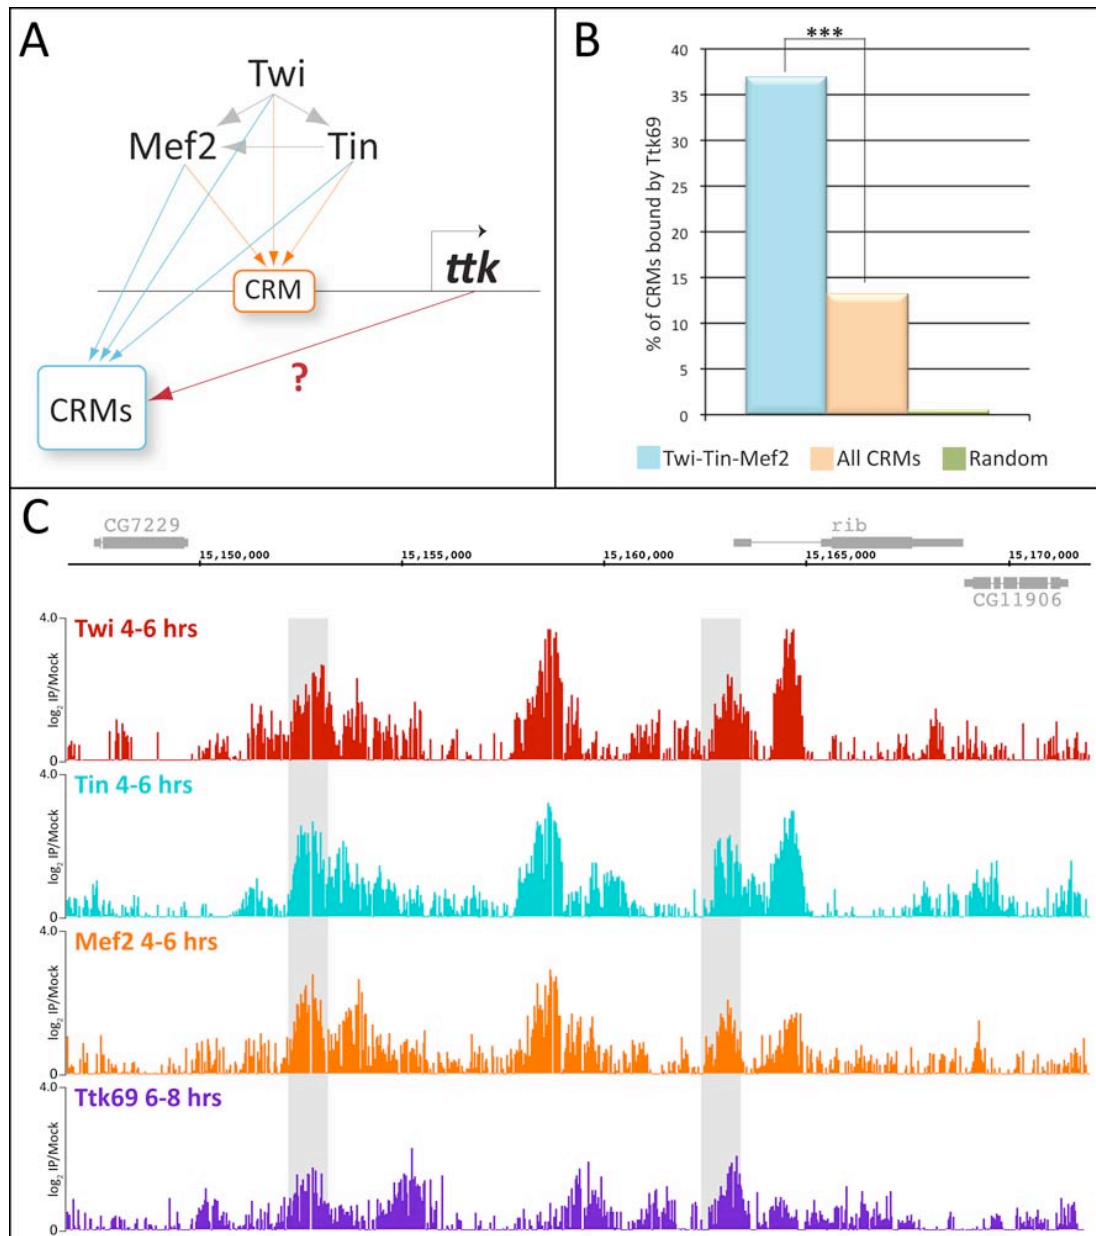 A
Twi
Mef2
Tin
CRM
ttk
?
CRMs
B
***
% of CRMs bound by Ttk69
40
35
30
25
20
15
10
5
0
Twi-Tin-Mef2
All CRMs
Random
C
CG7229
rib
15,150,000
15,155,000
15,160,000
15,165,000
15,170,000
CG11906
4.0
Twi 4-6 hrs
log2 IP/Mock
0
4.0
Tin 4-6 hrs
log2 IP/Mock
0
4.0
Mef2 4-6 hrs
log2 IP/Mock
0
4.0
Ttk69 6-8 hrs
log2 IP/Mock
0